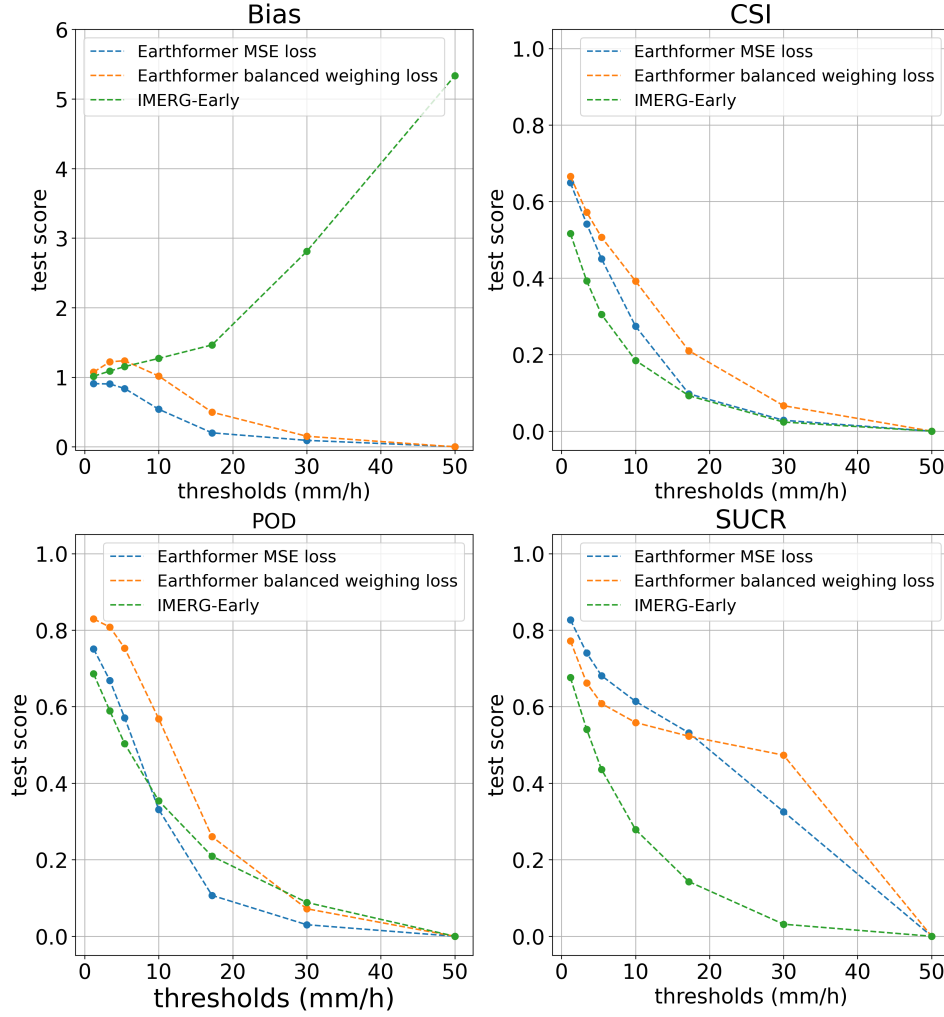 Bias
6
5
4
3
2
1
0
test score
Earthformer MSE loss
Earthformer balanced weighing loss
IMERG-Early
0 10 20 30 40 50
thresholds (mm/h)
CSI
1.0
0.8
0.6
0.4
0.2
0.0
test score
Earthformer MSE loss
Earthformer balanced weighing loss
IMERG-Early
0 10 20 30 40 50
thresholds (mm/h)
POD
1.0
0.8
0.6
0.4
0.2
0.0
test score
Earthformer MSE loss
Earthformer balanced weighing loss
IMERG-Early
0 10 20 30 40 50
thresholds (mm/h)
SUCR
1.0
0.8
0.6
0.4
0.2
0.0
test score
Earthformer MSE loss
Earthformer balanced weighing loss
IMERG-Early
0 10 20 30 40 50
thresholds (mm/h)